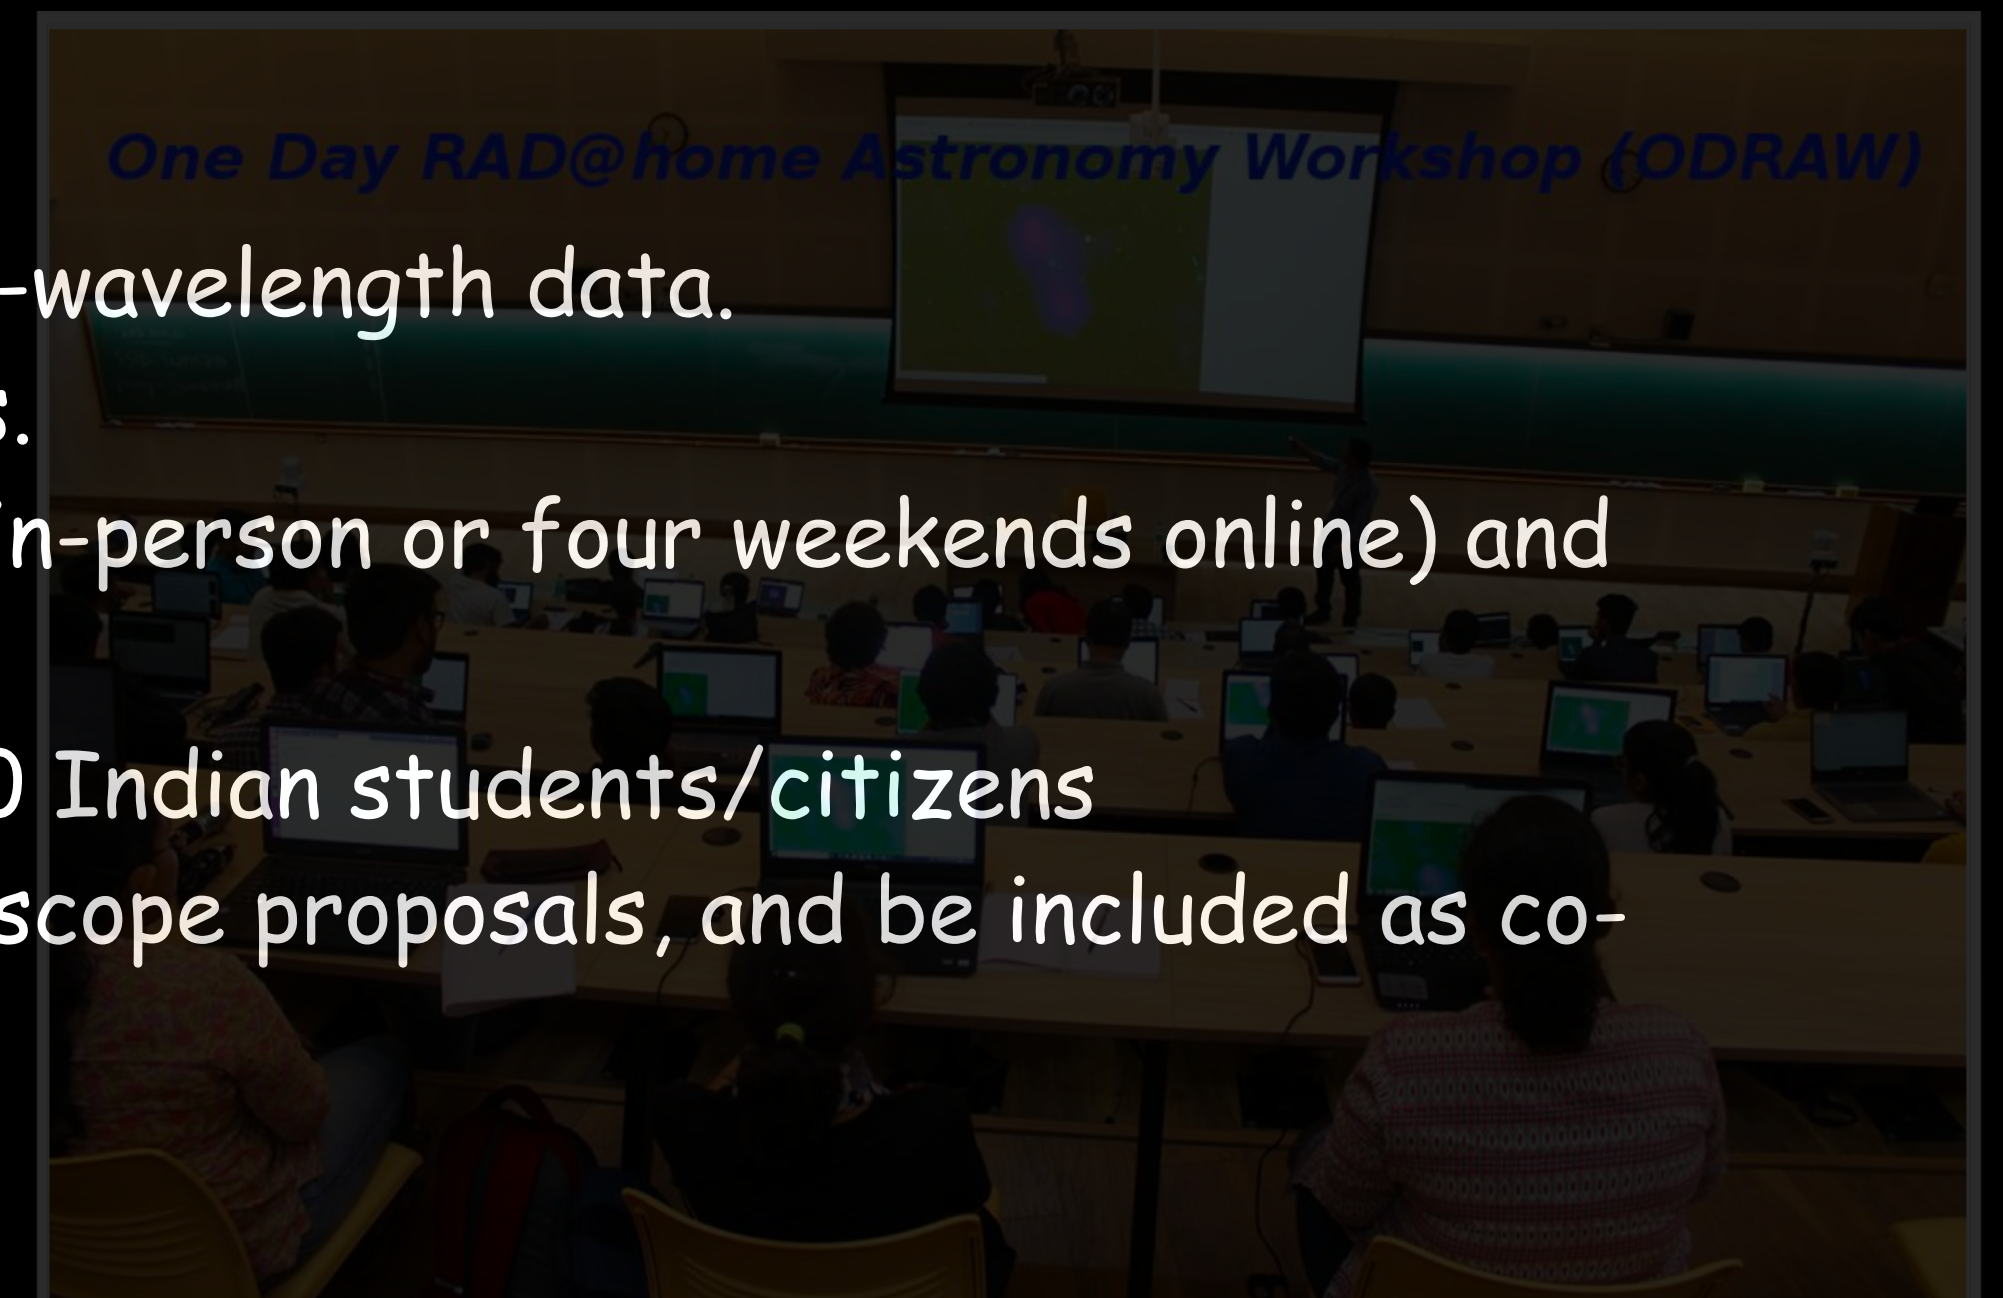 One Day RAD@home Astronomy Workshop (ODRAW)
-wavelength data.
s.
in-person or four weekends online) and
0 Indian students/citizens
scope proposals, and be included as co-